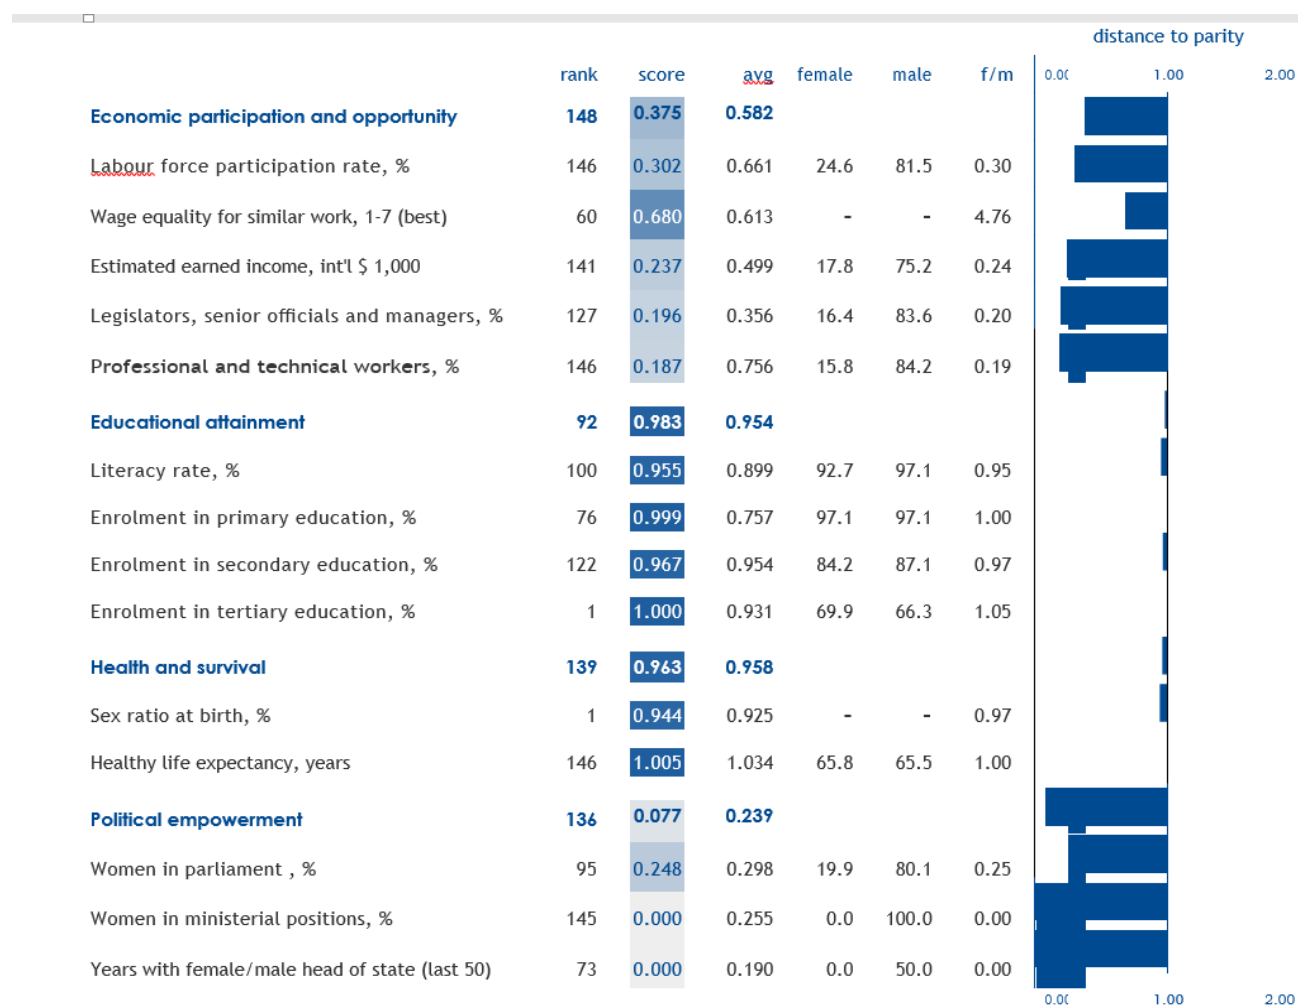 distance to parity
rank score avg female male f/m 0.00 1.00 2.00
Economic participation and opportunity 148 0.375 0.582
Labour force participation rate, % 146 0.302 0.661 24.6 81.5 0.30
Wage equality for similar work, 1-7 (best) 60 0.680 0.613 - - 4.76
Estimated earned income, int'l $ 1,000 141 0.237 0.499 17.8 75.2 0.24
Legislators, senior officials and managers, % 127 0.196 0.356 16.4 83.6 0.20
Professional and technical workers, % 146 0.187 0.756 15.8 84.2 0.19
Educational attainment 92 0.983 0.954
Literacy rate, % 100 0.955 0.899 92.7 97.1 0.95
Enrolment in primary education, % 76 0.999 0.757 97.1 97.1 1.00
Enrolment in secondary education, % 122 0.967 0.954 84.2 87.1 0.97
Enrolment in tertiary education, % 1 1.000 0.931 69.9 66.3 1.05
Health and survival 139 0.963 0.958
Sex ratio at birth, % 1 0.944 0.925 - - 0.97
Healthy life expectancy, years 146 1.005 1.034 65.8 65.5 1.00
Political empowerment 136 0.077 0.239
Women in parliament , % 95 0.248 0.298 19.9 80.1 0.25
Women in ministerial positions, % 145 0.000 0.255 0.0 100.0 0.00
Years with female/male head of state (last 50) 73 0.000 0.190 0.0 50.0 0.00
0.00 1.00 2.00